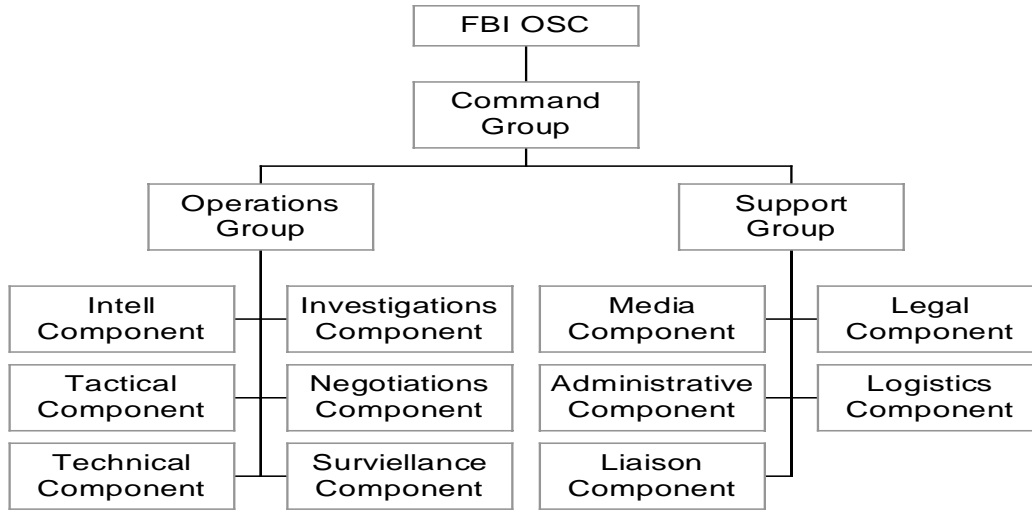 FBI OSC
Command
Group
Operations
Group
Support
Group
Intell
Component
Investigations
Component
Media
Component
Legal
Component
Tactical
Component
Negotiations
Component
Administrative
Component
Logistics
Component
Technical
Component
Surviellance
Component
Liaison
Component